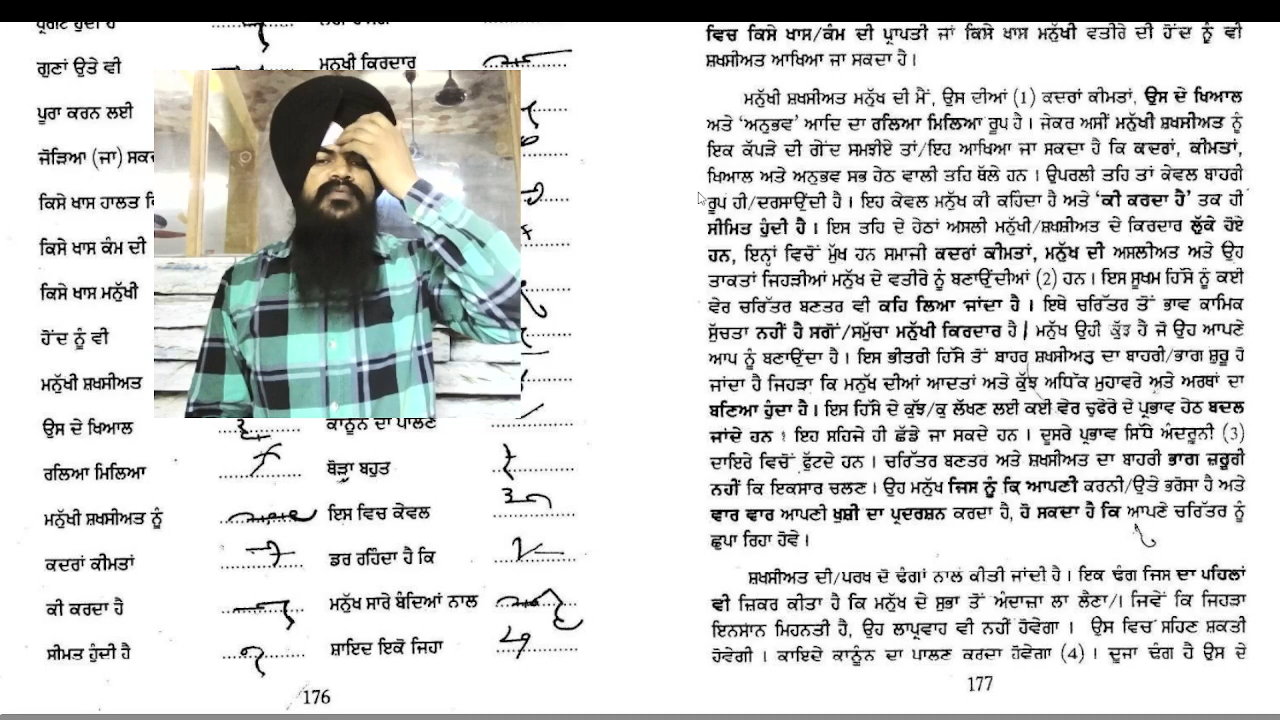 ਪ੍ਰਗਟ ਹੁੰਦੀ ਹੈ
ਗੁਣਾਂ ਉਤੇ ਵੀ
ਮਨੁਖੀ ਕਿਰਦਾਰ
ਪੂਰਾ ਕਰਨ ਲਈ
ਜੋੜਿਆ (ਜਾ)
ਕਿਸੇ ਖਾਸ ਹਾਲਤ
ਕਿਸੇ ਖਾਸ ਕੰਮ ਦੀ
ਕਿਸੇ ਖਾਸ ਮਨੁੱਖੀ
ਹੋਂਦ ਨੂੰ ਵੀ
ਮਨੁੱਖੀ ਸ਼ਖਸੀਅਤ
ਉਸ ਦੇ ਖਿਆਲ
ਕਾਨੂੰਨ ਦਾ ਪਾਲਣ
ਰਲਿਆ ਮਿਲਿਆ
ਥੋੜ੍ਹਾ ਬਹੁਤ
ਮਨੁੱਖੀ ਸ਼ਖਸੀਅਤ ਨੂੰ
ਇਸ ਵਿਚ ਕੇਵਲ
ਕਦਰਾਂ ਕੀਮਤਾਂ
ਡਰ ਰਹਿੰਦਾ ਹੈ ਕਿ
ਕੀ ਕਰਦਾ ਹੈ
ਮਨੁੱਖ ਸਾਰੇ ਬੰਦਿਆਂ ਨਾਲ
ਸੀਮਤ ਹੁੰਦੀ ਹੈ
ਸ਼ਾਇਦ ਇਕੋ ਜਿਹਾ
176
ਵਿਚ ਕਿਸੇ ਖਾਸ/ਕੰਮ ਦੀ ਪ੍ਰਾਪਤੀ ਜਾਂ ਕਿਸੇ ਖਾਸ ਮਨੁੱਖੀ ਵਤੀਰੇ ਦੀ ਹੋਂਦ ਨੂੰ ਵੀ
ਸ਼ਖਸੀਅਤ ਆਖਿਆ ਜਾ ਸਕਦਾ ਹੈ।
ਮਨੁੱਖੀ ਸ਼ਖਸੀਅਤ ਮਨੁੱਖ ਦੀ ਮੈਂ, ਉਸ ਦੀਆਂ (1) ਕਦਰਾਂ ਕੀਮਤਾਂ, ਉਸ ਦੇ ਖਿਆਲ
ਅਤੇ 'ਅਨੁਭਵ' ਆਦਿ ਦਾ ਰਲਿਆ ਮਿਲਿਆ ਰੂਪ ਹੈ। ਜੇਕਰ ਅਸੀਂ ਮਨੁੱਖੀ ਸ਼ਖਸੀਅਤ ਨੂੰ
ਇਕ ਕੱਪੜੇ ਦੀ ਗੇਂਦ ਸਮਝੀਏ ਤਾਂ/ਇਹ ਆਖਿਆ ਜਾ ਸਕਦਾ ਹੈ ਕਿ ਕਦਰਾਂ, ਕੀਮਤਾਂ,
ਖਿਆਲ ਅਤੇ ਅਨੁਭਵ ਸਭ ਹੇਠ ਵਾਲੀ ਤਹਿ ਥੱਲੇ ਹਨ। ਉਪਰਲੀ ਤਹਿ ਤਾਂ ਕੇਵਲ ਬਾਹਰੀ
ਰੂਪ ਹੀ/ਦਰਸਾਉਂਦੀ ਹੈ। ਇਹ ਕੇਵਲ ਮਨੁਖ ਕੀ ਕਹਿੰਦਾ ਹੈ ਅਤੇ 'ਕੀ ਕਰਦਾ ਹੈ' ਤਕ ਹੀ
ਸੀਮਿਤ ਹੁੰਦੀ ਹੈ। ਇਸ ਤਹਿ ਦੇ ਹੇਠਾਂ ਅਸਲੀ ਮਨੁੱਖੀ/ਸ਼ਖਸੀਅਤ ਦੇ ਕਿਰਦਾਰ ਲੁੱਕੇ ਹੋਏ
ਹਨ, ਇਨ੍ਹਾਂ ਵਿਚੋਂ ਮੁੱਖ ਹਨ ਸਮਾਜੀ ਕਦਰਾਂ ਕੀਮਤਾਂ, ਮਨੁੱਖ ਦੀ ਅਸਲੀਅਤ ਅਤੇ ਉਹ
ਤਾਕਤਾਂ ਜਿਹੜੀਆਂ ਮਨੁੱਖ ਦੇ ਵਤੀਰੇ ਨੂੰ ਬਣਾਉਂਦੀਆਂ (2) ਹਨ। ਇਸ ਸੂਖਮ ਹਿੱਸੇ ਨੂੰ ਕਈ
ਵੇਰ ਚਰਿੱਤਰ ਬਣਤਰ ਵੀ ਕਹਿ ਲਿਆ ਜਾਂਦਾ ਹੈ। ਇਥੇ ਚਰਿੱਤਰ ਤੋਂ ਭਾਵ ਕਾਮਿਕ
ਸੁੱਚਤਾ ਨਹੀਂ ਹੈ ਸਗੋਂ/ਸਮੁੱਚਾ ਮਨੁੱਖੀ ਕਿਰਦਾਰ ਹੈ। ਮਨੁੱਖ ਉਹੀ ਕੁੱਝ ਹੈ ਜੋ ਉਹ ਆਪਣੇ
ਆਪ ਨੂੰ ਬਣਾਉਂਦਾ ਹੈ। ਇਸ ਭੀਤਰੀ ਹਿੱਸੇ ਤੋਂ ਬਾਹਰ ਸ਼ਖਸੀਅਤ ਦਾ ਬਾਹਰੀ/ਭਾਗ ਸ਼ੁਰੂ ਹੋ
ਜਾਂਦਾ ਹੈ ਜਿਹੜਾ ਕਿ ਮਨੁੱਖ ਦੀਆਂ ਆਦਤਾਂ ਅਤੇ ਕੁੱਝ ਅਧਿੱਕ ਮੁਹਾਵਰੇ ਅਤੇ ਅਰਥਾਂ ਦਾ
ਬਣਿਆ ਹੁੰਦਾ ਹੈ। ਇਸ ਹਿੱਸੇ ਦੇ ਕੁੱਝ/ਕੁ ਲੱਖਣ ਲਈ ਕਈ ਵੇਰ ਚੁਫੇਰੇ ਦੇ ਪ੍ਰਭਾਵ ਹੇਠ ਬਦਲ
ਜਾਂਦੇ ਹਨ। ਇਹ ਸਹਿਜੇ ਹੀ ਛੱਡੇ ਜਾ ਸਕਦੇ ਹਨ। ਦੂਸਰੇ ਪ੍ਰਭਾਵ ਸਿੱਧੇ ਅੰਦਰੂਨੀ (3)
ਦਾਇਰੇ ਵਿਚੋਂ ਫੁੱਟਦੇ ਹਨ। ਚਰਿੱਤਰ ਬਣਤਰ ਅਤੇ ਸ਼ਖਸੀਅਤ ਦਾ ਬਾਹਰੀ ਭਾਗ ਜ਼ਰੂਰੀ
ਨਹੀਂ ਕਿ ਇਕਸਾਰ ਚਲਣ। ਉਹ ਮਨੁੱਖ ਜਿਸ ਨੂੰ ਕਿ ਆਪਣੀ ਕਰਨੀ/ਉਤੇ ਭਰੋਸਾ ਹੈ ਅਤੇ
ਵਾਰ ਵਾਰ ਆਪਣੀ ਖੁਸ਼ੀ ਦਾ ਪ੍ਰਦਰਸ਼ਨ ਕਰਦਾ ਹੈ, ਹੋ ਸਕਦਾ ਹੈ ਕਿ ਆਪਣੇ ਚਰਿੱਤਰ ਨੂੰ
ਛੁਪਾ ਰਿਹਾ ਹੋਵੇ।
ਸ਼ਖਸੀਅਤ ਦੀ/ਪਰਖ ਦੋ ਢੰਗਾਂ ਨਾਲ ਕੀਤੀ ਜਾਂਦੀ ਹੈ। ਇਕ ਢੰਗ ਜਿਸ ਦਾ ਪਹਿਲਾਂ
ਵੀ ਜ਼ਿਕਰ ਕੀਤਾ ਹੈ ਕਿ ਮਨੁੱਖ ਦੇ ਸੁਭਾ ਤੋਂ ਅੰਦਾਜ਼ਾ ਲਾ ਲੈਣਾ/। ਜਿਵੇਂ ਕਿ ਜਿਹੜਾ
ਇਨਸਾਨ ਮਿਹਨਤੀ ਹੈ, ਉਹ ਲਾਪ੍ਰਵਾਹ ਵੀ ਨਹੀਂ ਹੋਵੇਗਾ। ਉਸ ਵਿਚ ਸਹਿਣ ਸ਼ਕਤੀ
ਹੋਵੇਗੀ। ਕਾਇਦੇ ਕਾਨੂੰਨ ਦਾ ਪਾਲਣ ਕਰਦਾ ਹੋਵੇਗਾ (4)। ਦੂਜਾ ਢੰਗ ਹੈ ਉਸ ਦੇ
177